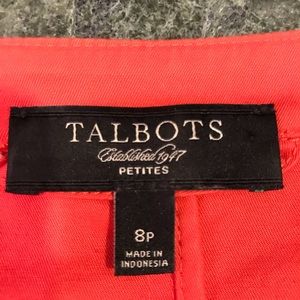 TALBOTS
Established 1947
PETITES
8P
MADE IN
INDONESIA